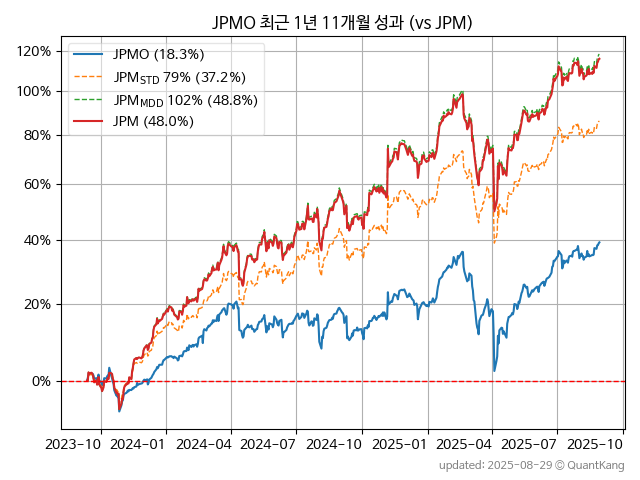 JPMO 최근 1년 11개월 성과 (vs JPM)
JPMO (18.3%)
JPM_STD 79% (37.2%)
JPM_MDD 102% (48.8%)
JPM (48.0%)
120%
100%
80%
60%
40%
20%
0%
2023-10 2024-01 2024-04 2024-07 2024-10 2025-01 2025-04 2025-07 2025-10
updated: 2025-08-29 © QuantKang